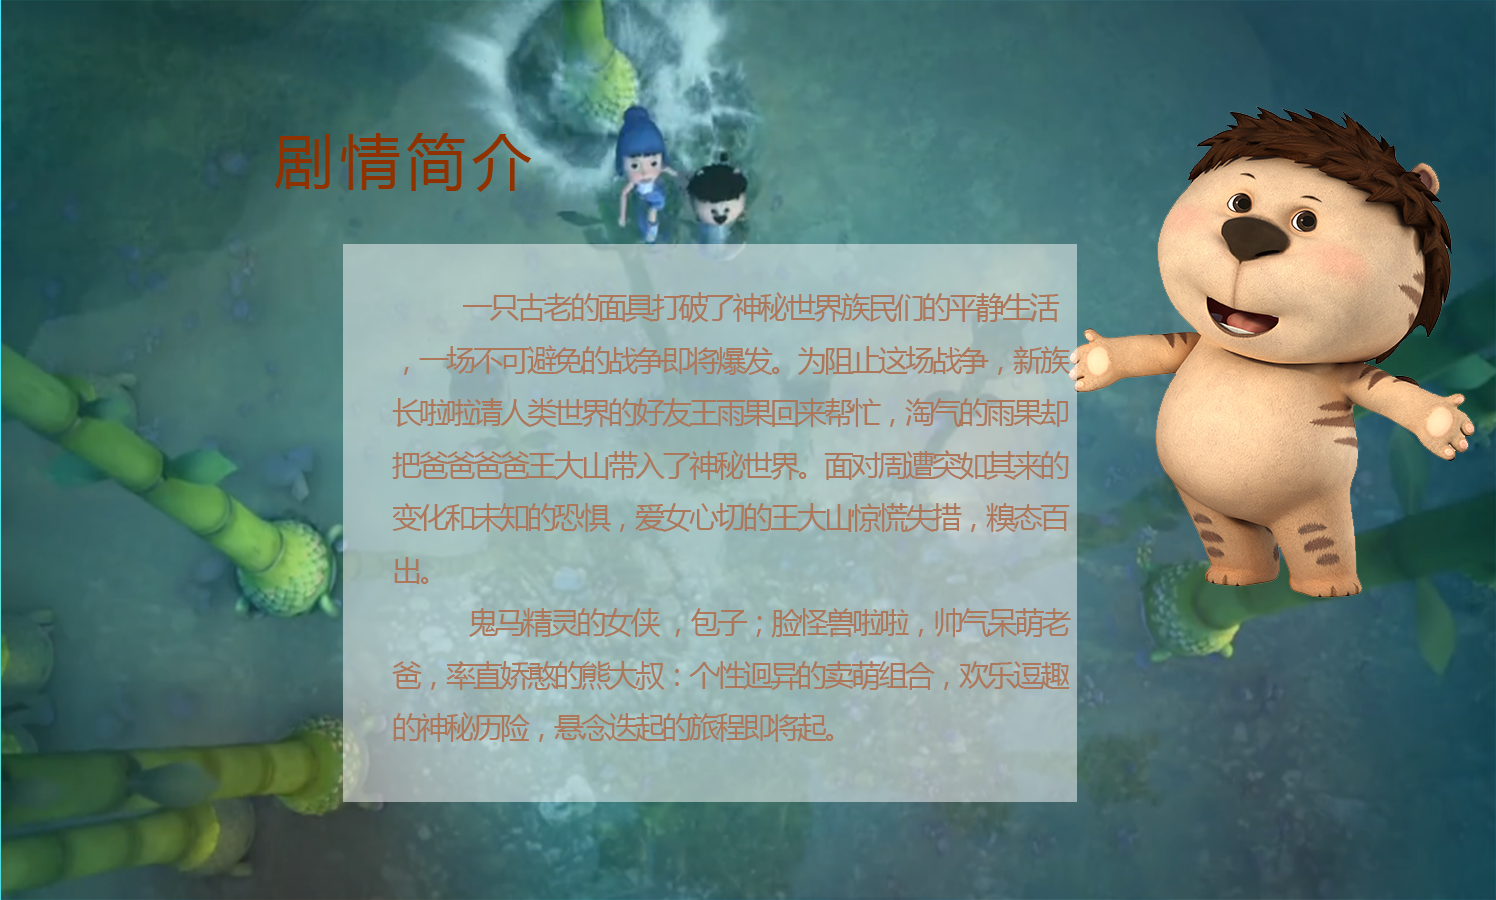 剧情简介
一只古老的面具打破了神秘世界族民们的平静生活
，一场不可避免的战争即将爆发。为阻止这场战争，新族
长啦啦请人类世界的好友王雨果回来帮忙，淘气的雨果却
把爸爸爸爸王大山带入了神秘世界。面对周遭突如其来的
变化和未知的恐惧，爱女心切的王大山惊慌失措，糗态百
出。
鬼马精灵的女侠 ，包子；脸怪兽啦啦，帅气呆萌老
爸，率直娇憨的熊大叔：个性迥异的卖萌组合，欢乐逗趣
的神秘历险，悬念迭起的旅程即将起。